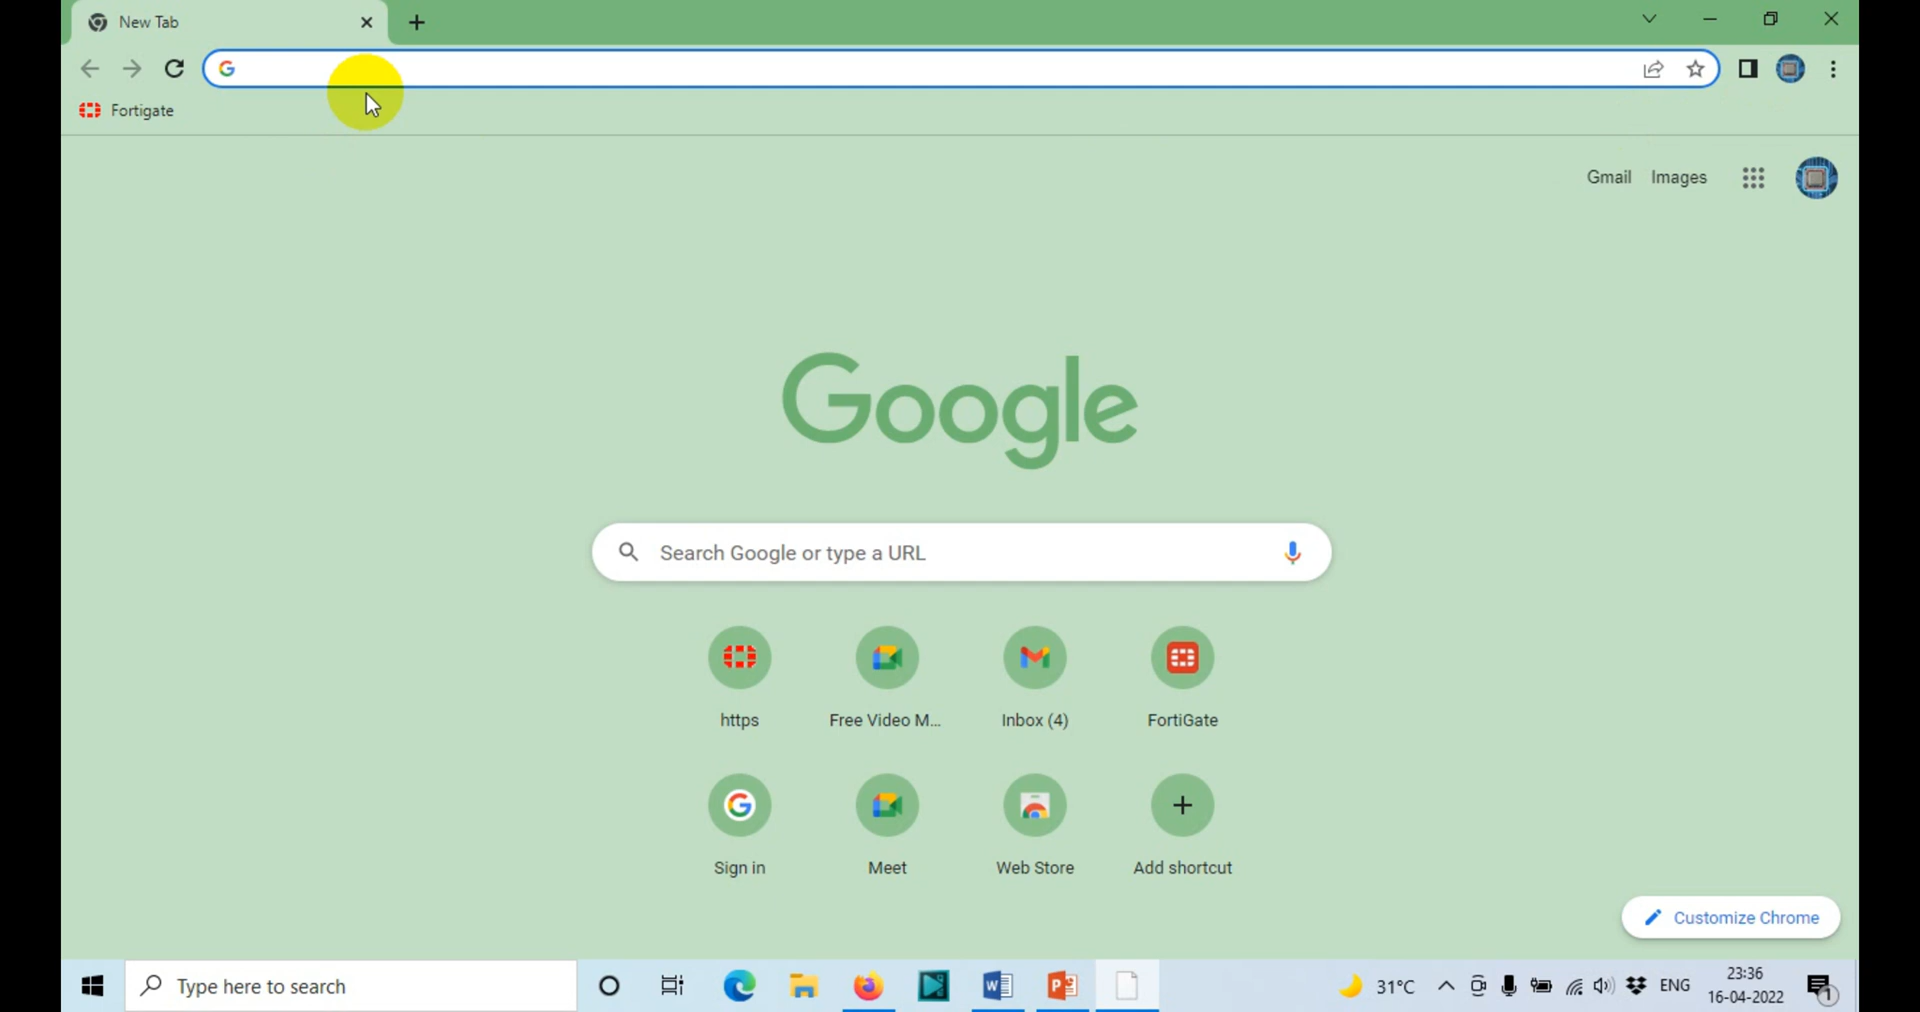 New Tab
Fortigate
Gmail Images
Google
Search Google or type a URL
https
Free Video M...
Inbox (4)
FortiGate
Sign in
Meet
Web Store
Add shortcut
Customize Chrome
Type here to search
31°C
ENG
23:36
16-04-2022
1